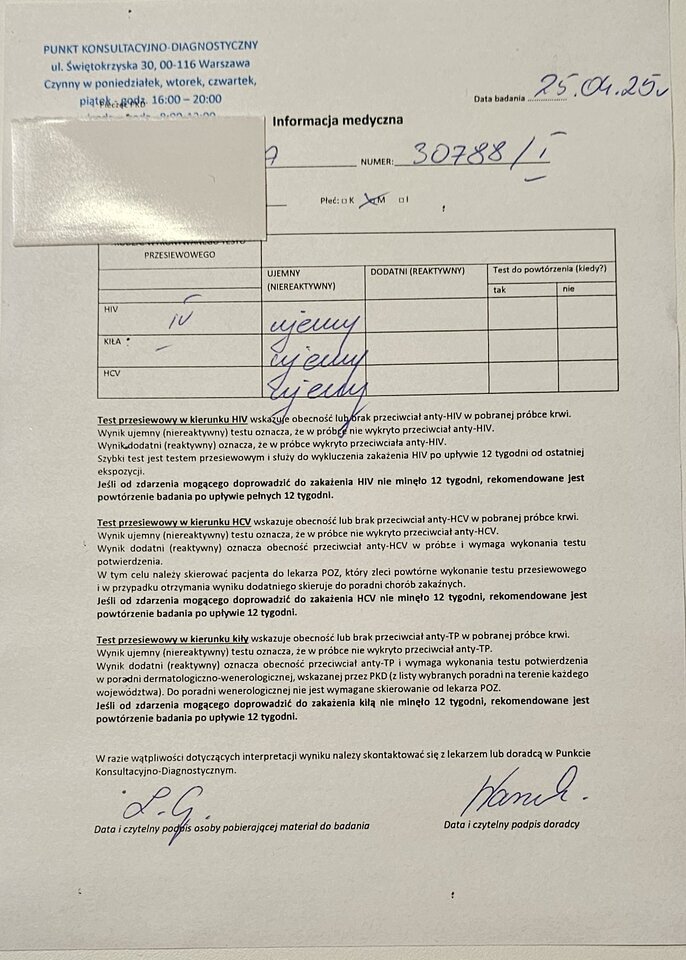 PUNKT KONSULTACYJNO-DIAGNOSTYCZNY
ul. Świętokrzyska 30, 00-116 Warszawa
Czynny w poniedziałek, wtorek, czwartek,
piątek, godz. 16:00 – 20:00
Data badania 25.04.25
Informacja medyczna
NUMER: 30788/I
Płeć: □ K □ M □ I
PRZESIEWOWEGO
UJEMNY (NIEREAKTYWNY)
DODATNI (REAKTYWNY)
Test do powtórzenia (kiedy?)
tak
nie
HIV IV ujemny
KIŁA ujemny
HCV ujemny
Test przesiewowy w kierunku HIV wskazuje obecność lub brak przeciwciał anty-HIV w pobranej próbce krwi.
Wynik ujemny (niereaktywny) testu oznacza, że w próbce nie wykryto przeciwciał anty-HIV.
Wynik dodatni (reaktywny) oznacza, że w próbce wykryto przeciwciała anty-HIV.
Szybki test jest testem przesiewowym i służy do wykluczenia zakażenia HIV po upływie 12 tygodni od ostatniej
ekspozycji.
Jeśli od zdarzenia mogącego doprowadzić do zakażenia HIV nie minęło 12 tygodni, rekomendowane jest
powtórzenie badania po upływie pełnych 12 tygodni.
Test przesiewowy w kierunku HCV wskazuje obecność lub brak przeciwciał anty-HCV w pobranej próbce krwi.
Wynik ujemny (niereaktywny) testu oznacza, że w próbce nie wykryto przeciwciał anty-HCV.
Wynik dodatni (reaktywny) oznacza obecność przeciwciał anty-HCV w próbce i wymaga wykonania testu
potwierdzenia.
W tym celu należy skierować pacjenta do lekarza POZ, który zleci powtórne wykonanie testu przesiewowego
i w przypadku otrzymania wyniku dodatniego skieruje do poradni chorób zakaźnych.
Jeśli od zdarzenia mogącego doprowadzić do zakażenia HCV nie minęło 12 tygodni, rekomendowane jest
powtórzenie badania po upływie 12 tygodni.
Test przesiewowy w kierunku kiły wskazuje obecność lub brak przeciwciał anty-TP w pobranej próbce krwi.
Wynik ujemny (niereaktywny) testu oznacza, że w próbce nie wykryto przeciwciał anty-TP.
Wynik dodatni (reaktywny) oznacza obecność przeciwciał anty-TP i wymaga wykonania testu potwierdzenia
w poradni dermatologiczno-wenerologicznej, wskazanej przez PKD (z listy wybranych poradni na terenie każdego
województwa). Do poradni wenerologicznej nie jest wymagane skierowanie od lekarza POZ.
Jeśli od zdarzenia mogącego doprowadzić do zakażenia kiłą nie minęło 12 tygodni, rekomendowane jest
powtórzenie badania po upływie 12 tygodni.
W razie wątpliwości dotyczących interpretacji wyniku należy skontaktować się z lekarzem lub doradcą w Punkcie
Konsultacyjno-Diagnostycznym.
Data i czytelny podpis osoby pobierającej materiał do badania
Data i czytelny podpis doradcy